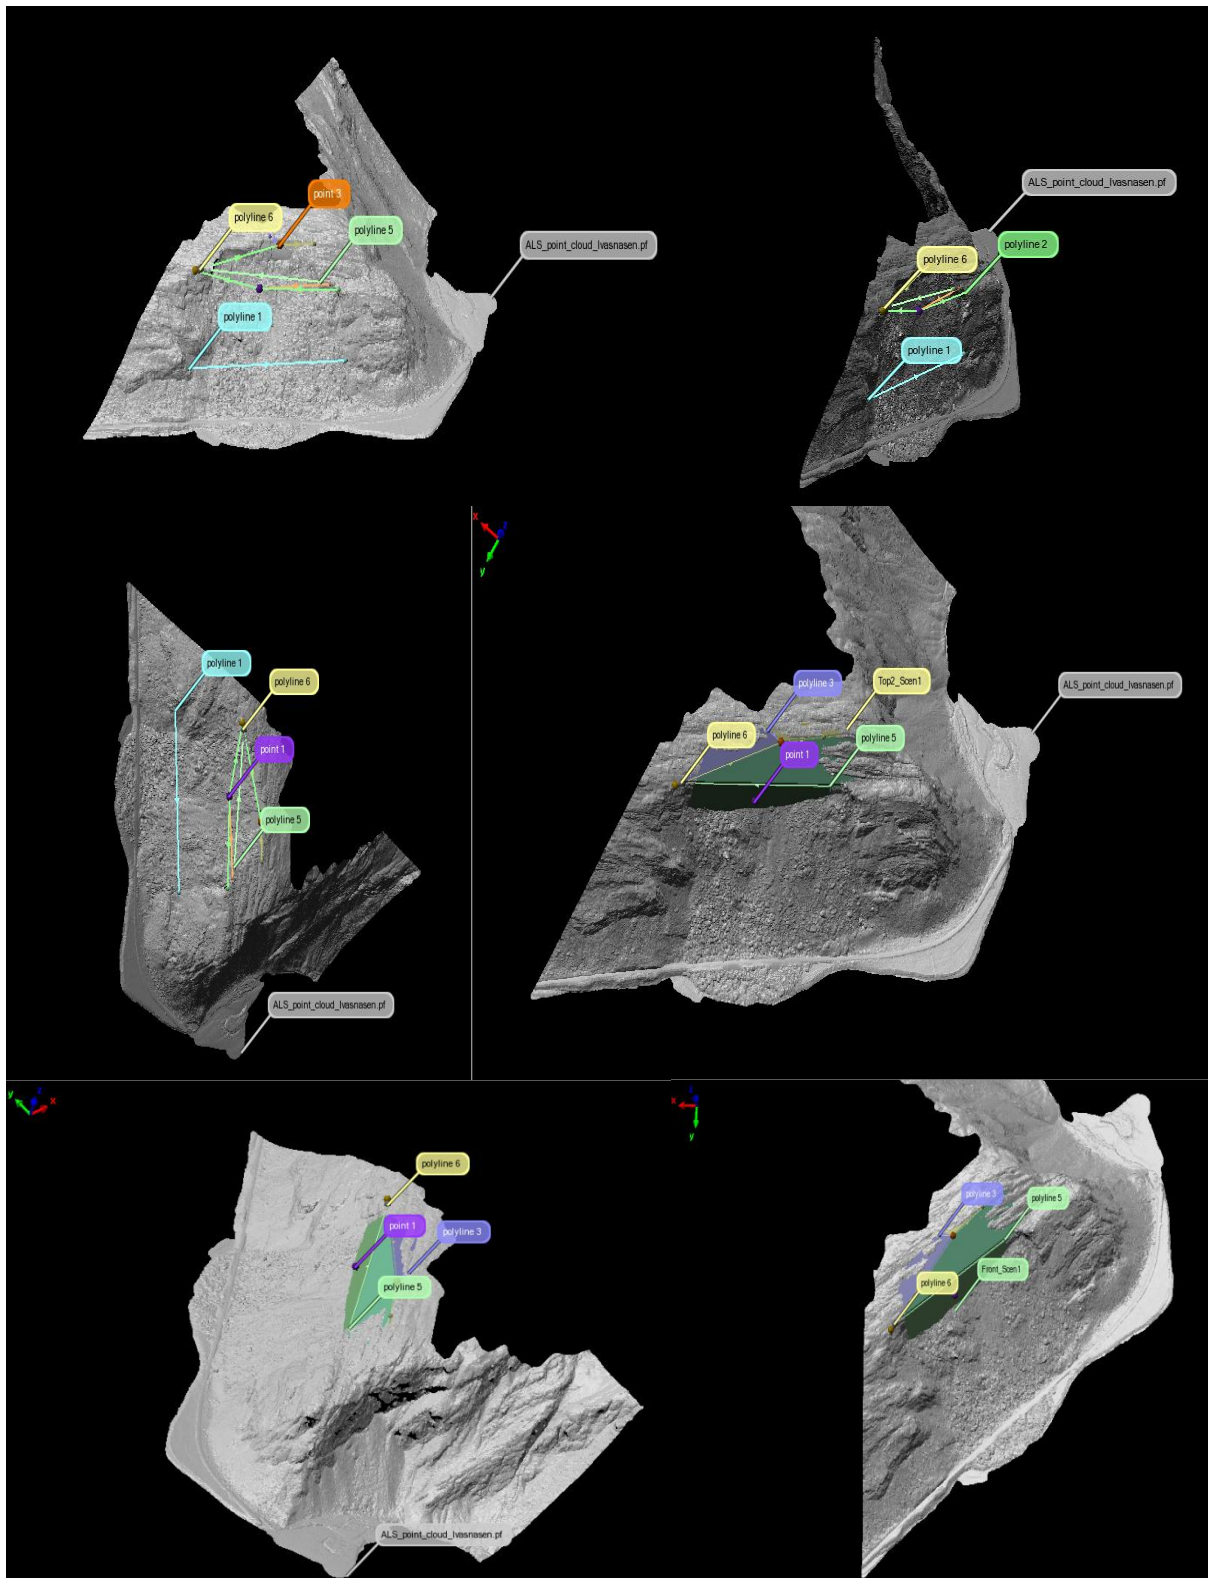 point 3
polyline 6
polyline 5
ALS_point_cloud_Ivasnasen.pf
polyline 1
ALS_point_cloud_Ivasnasen.pf
polyline 6
polyline 2
polyline 1
x
z
y
polyline 1
polyline 6
point 1
polyline 5
ALS_point_cloud_Ivasnasen.pf
polyline 3
Top2_Scen1
ALS_point_cloud_Ivasnasen.pf
polyline 6
polyline 5
point 1
y
z
x
polyline 6
point 1
polyline 3
polyline 5
ALS_point_cloud_Ivasnasen.pf
z
x
y
polyline 3
polyline 5
Front_Scen1
polyline 6